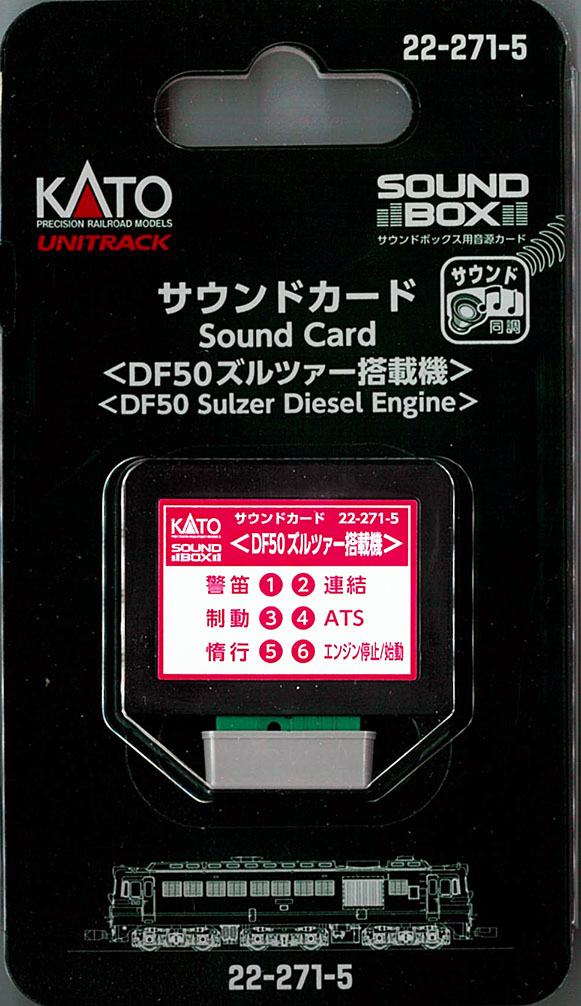 22-271-5
KATO
PRECISION RAILROAD MODELS
UNITRACK
SOUND
BOX
サウンドボックス用音源カード
サウンド
同調
サウンドカード
Sound Card
<DF50ズルツァー搭載機>
<DF50 Sulzer Diesel Engine>
KATO サウンドカード 22-271-5
SOUND BOX <DF50ズルツァー搭載機>
警笛 1 2 連結
制動 3 4 ATS
惰行 5 6 エンジン停止/始動
22-271-5